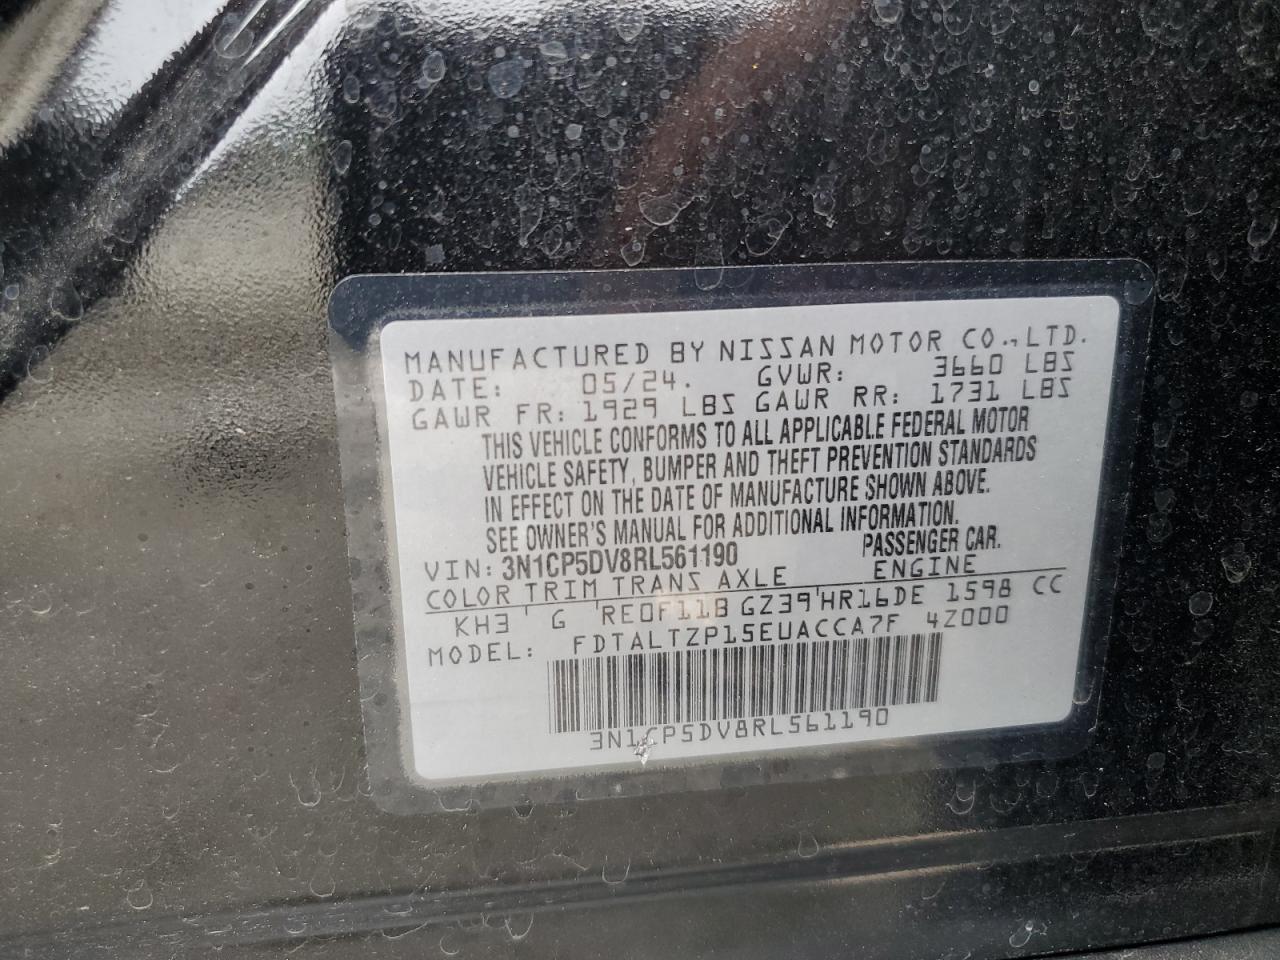 MANUFACTURED BY NISSAN MOTOR CO.,LTD.
DATE: 05/24. GVWR: 3660 LBS
GAWR FR: 1929 LBS GAWR RR: 1731 LBS
THIS VEHICLE CONFORMS TO ALL APPLICABLE FEDERAL MOTOR
VEHICLE SAFETY, BUMPER AND THEFT PREVENTION STANDARDS
IN EFFECT ON THE DATE OF MANUFACTURE SHOWN ABOVE.
SEE OWNER'S MANUAL FOR ADDITIONAL INFORMATION.
VIN: 3N1CP5DV8RL561190 PASSENGER CAR.
COLOR TRIM TRANS AXLE ENGINE
KH3 ' G 'RE0F11B GZ39'HR16DE 1598 CC
MODEL: FDTALTZP15EUACCA7F 4Z000
3N1CP5DV8RL561190